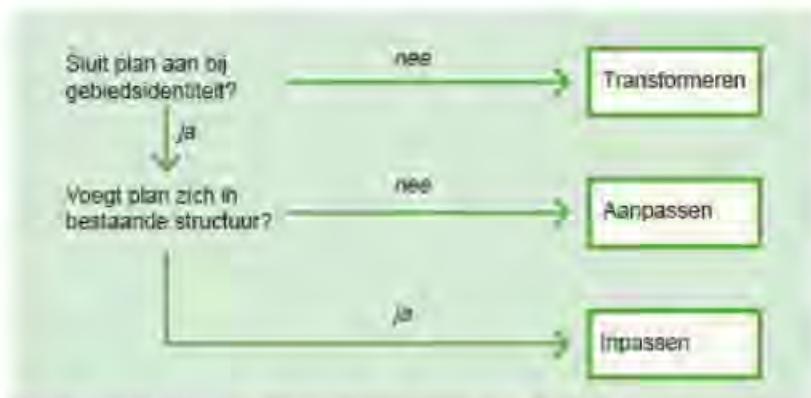 Sluit plan aan bij
gebiedsidentiteit?
nee
Transformeren
ja
Voegt plan zich in
bestaande structuur?
nee
Aanpassen
ja
Inpassen